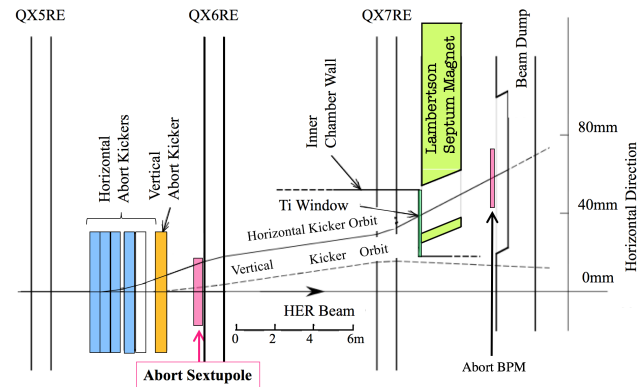 QX5RE
QX6RE
QX7RE
Horizontal
Abort Kickers
Vertical
Abort Kicker
Inner
Chamber Wall
Lambertson
Septum Magnet
Beam Dump
80mm
40mm
0mm
Horizontal Direction
Ti Window
Horizontal Kicker Orbit
Vertical Kicker Orbit
HER Beam
0 2 6m
Abort Sextupole
Abort BPM